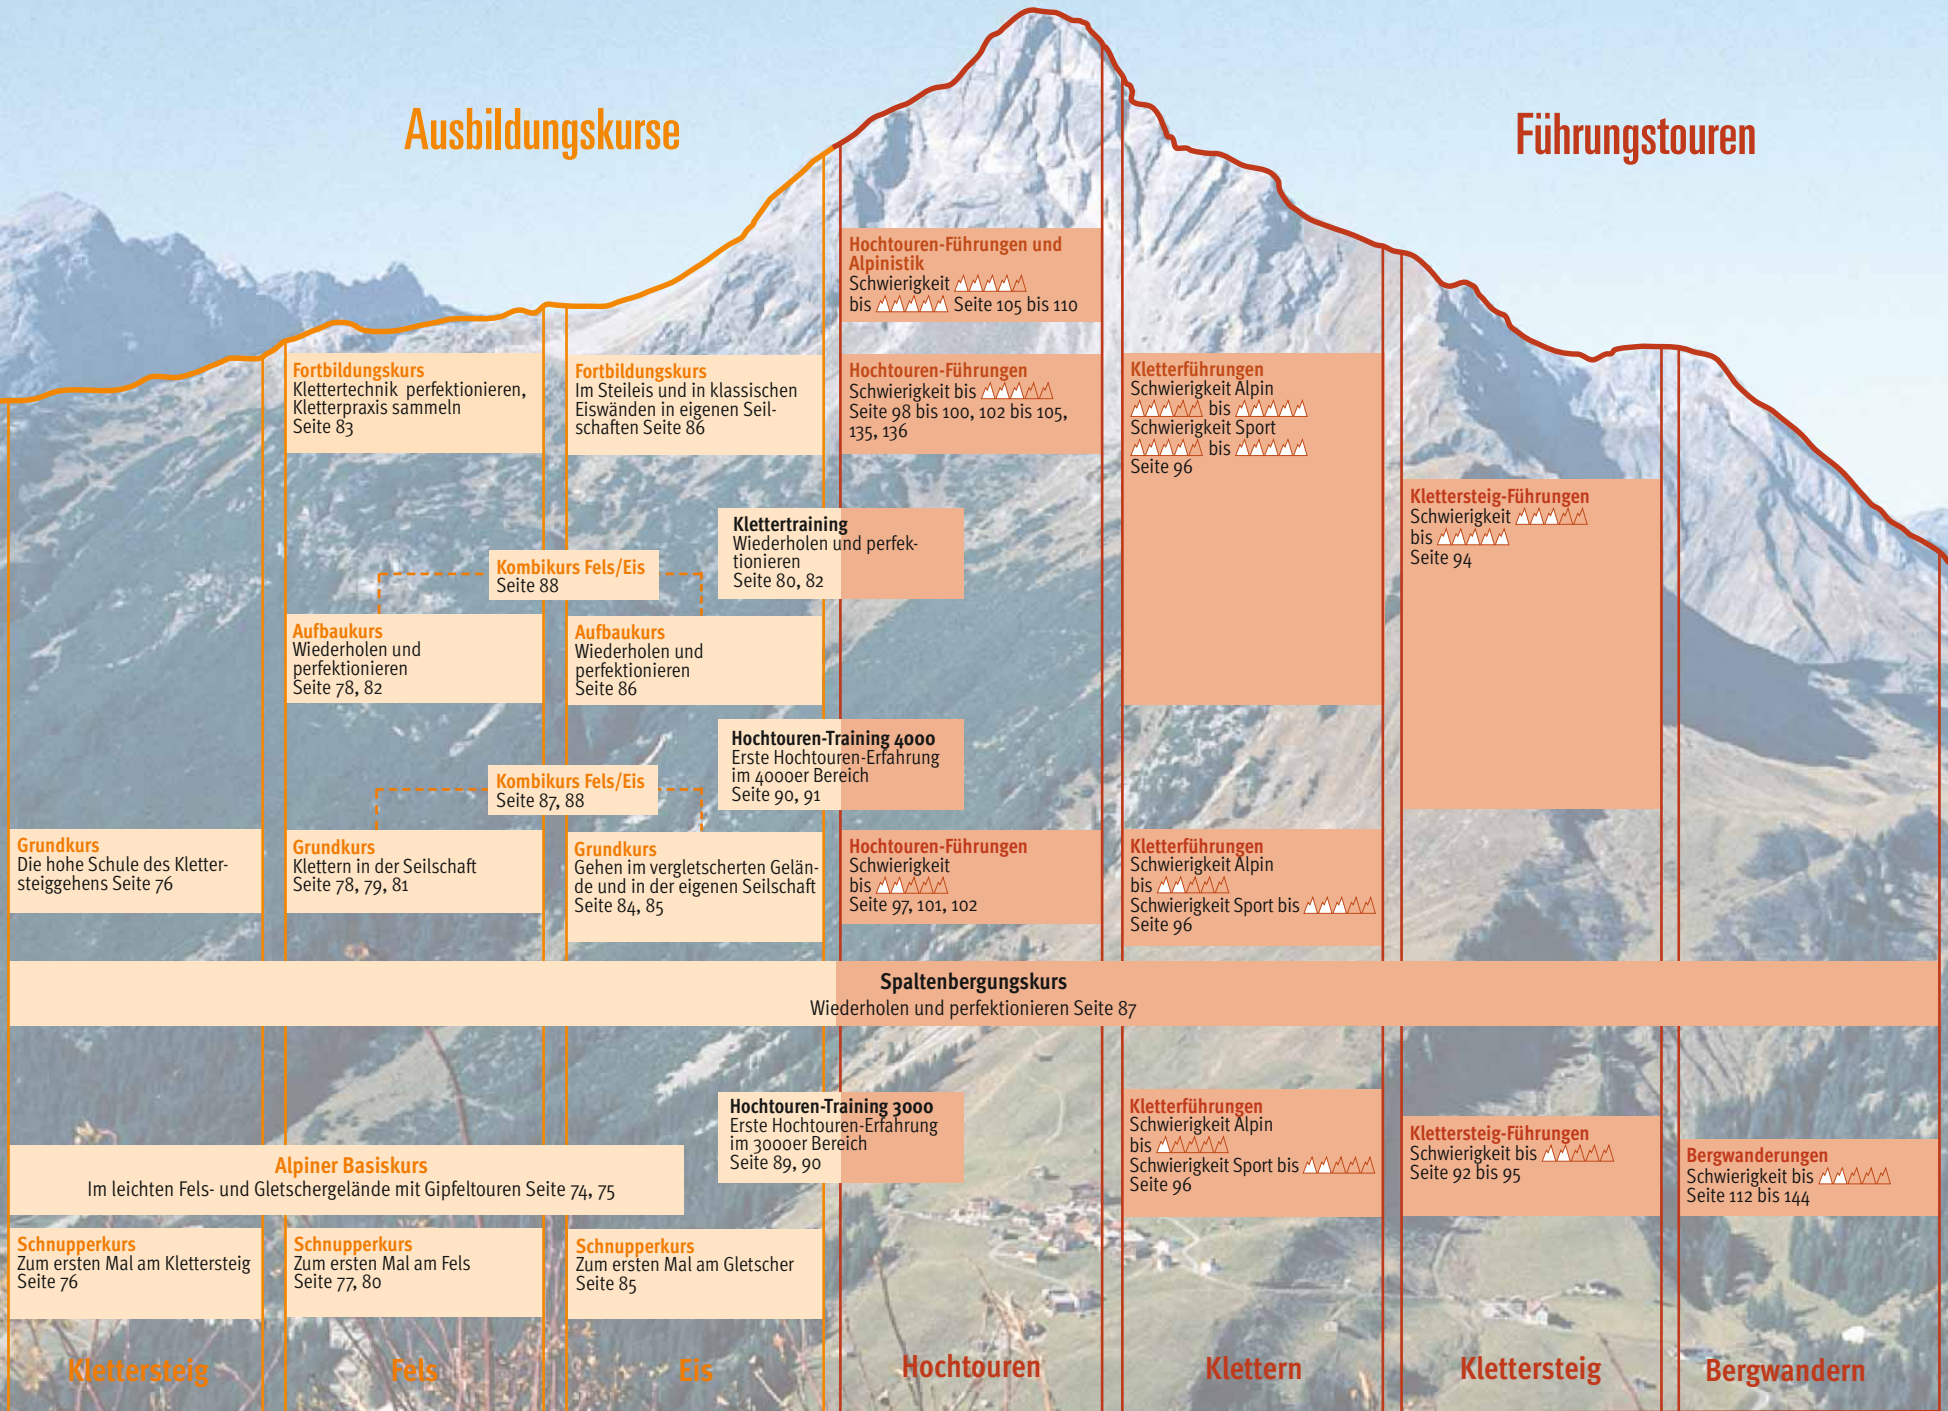 Ausbildungskurse
Führungstouren
Hochtouren-Führungen und
Alpinistik
Schwierigkeit
bis Seite 105 bis 110
Fortbildungskurs
Klettertechnik perfektionieren,
Kletterpraxis sammeln
Seite 83
Fortbildungskurs
Im Steileis und in klassischen
Eiswänden in eigenen Seil-
schaften Seite 86
Hochtouren-Führungen
Schwierigkeit bis
Seite 98 bis 100, 102 bis 105,
135, 136
Kletterführungen
Schwierigkeit Alpin
bis
Schwierigkeit Sport
bis
Seite 96
Klettersteig-Führungen
Schwierigkeit
bis
Seite 94
Klettertraining
Wiederholen und perfek-
tionieren
Seite 80, 82
Kombikurs Fels/Eis
Seite 88
Aufbaukurs
Wiederholen und
perfektionieren
Seite 78, 82
Aufbaukurs
Wiederholen und
perfektionieren
Seite 86
Hochtouren-Training 4000
Erste Hochtouren-Erfahrung
im 4000er Bereich
Seite 90, 91
Kombikurs Fels/Eis
Seite 87, 88
Grundkurs
Die hohe Schule des Kletter-
steiggehens Seite 76
Grundkurs
Klettern in der Seilschaft
Seite 78, 79, 81
Grundkurs
Gehen im vergletscherten Gelän-
de und in der eigenen Seilschaft
Seite 84, 85
Hochtouren-Führungen
Schwierigkeit
bis
Seite 97, 101, 102
Kletterführungen
Schwierigkeit Alpin
bis
Schwierigkeit Sport bis
Seite 96
Spaltenbergungskurs
Wiederholen und perfektionieren Seite 87
Hochtouren-Training 3000
Erste Hochtouren-Erfahrung
im 3000er Bereich
Seite 89, 90
Kletterführungen
Schwierigkeit Alpin
bis
Schwierigkeit Sport bis
Seite 96
Klettersteig-Führungen
Schwierigkeit bis
Seite 92 bis 95
Bergwanderungen
Schwierigkeit bis
Seite 112 bis 144
Alpiner Basiskurs
Im leichten Fels- und Gletschergelände mit Gipfeltouren Seite 74, 75
Schnupperkurs
Zum ersten Mal am Klettersteig
Seite 76
Schnupperkurs
Zum ersten Mal am Fels
Seite 77, 80
Schnupperkurs
Zum ersten Mal am Gletscher
Seite 85
Klettersteig
Fels
Eis
Hochtouren
Klettern
Klettersteig
Bergwandern